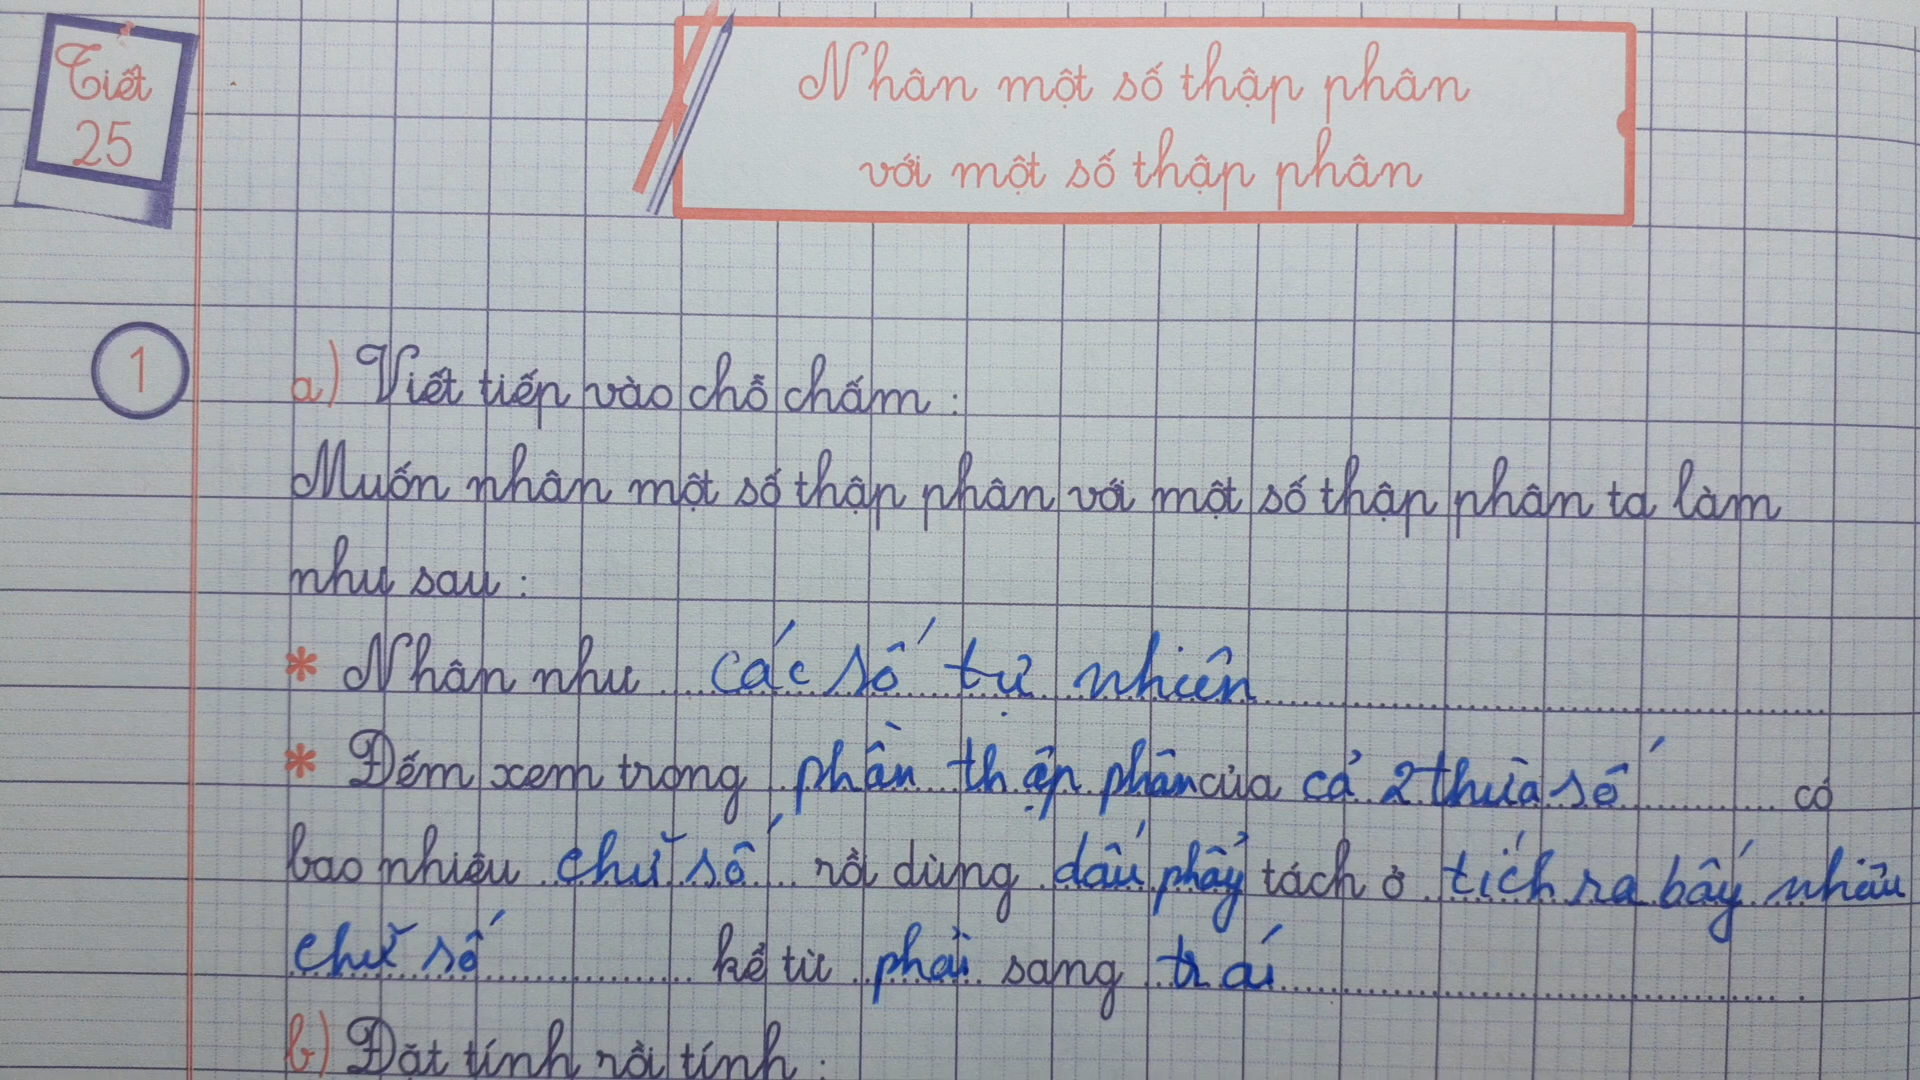 Tiết
25
Nhân một số thập phân
với một số thập phân
1
a) Viết tiếp vào chỗ chấm :
Muốn nhân một số thập phân với một số thập phân ta làm
như sau :
* Nhân như các số tự nhiên
* Đếm xem trong phần thập phân của cả 2 thừa số có
bao nhiêu chữ số rồi dùng dấu phẩy tách ở tích ra bấy nhiêu
chữ số kể từ phải sang trái.
b) Đặt tính rồi tính :